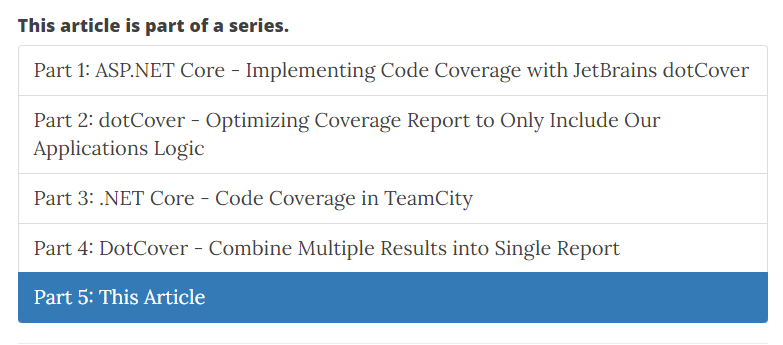 This article is part of a series.
Part 1: ASP.NET Core - Implementing Code Coverage with JetBrains dotCover
Part 2: dotCover - Optimizing Coverage Report to Only Include Our
Applications Logic
Part 3: .NET Core - Code Coverage in TeamCity
Part 4: DotCover - Combine Multiple Results into Single Report
Part 5: This Article